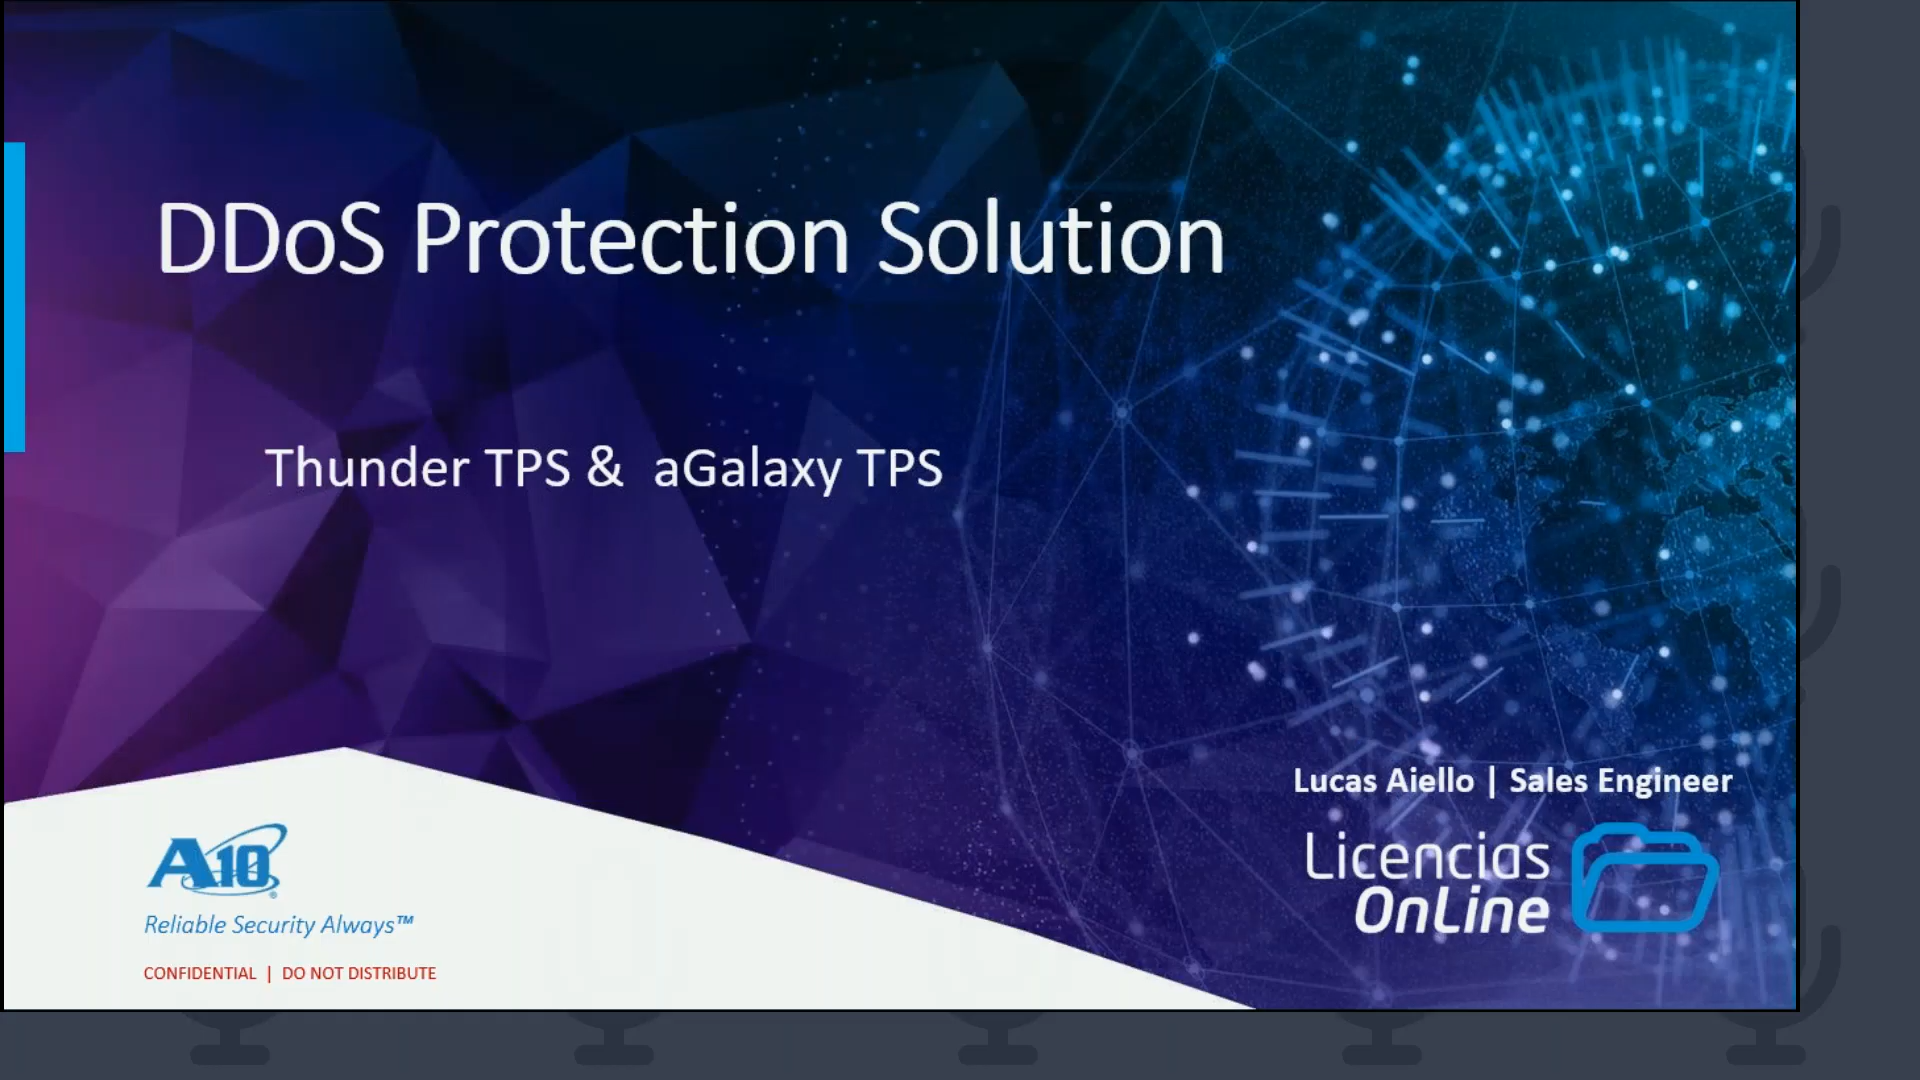 DDoS Protection Solution
Thunder TPS & aGalaxy TPS
Lucas Aiello | Sales Engineer
Licencias
OnLine
A10
Reliable Security Always™
CONFIDENTIAL | DO NOT DISTRIBUTE